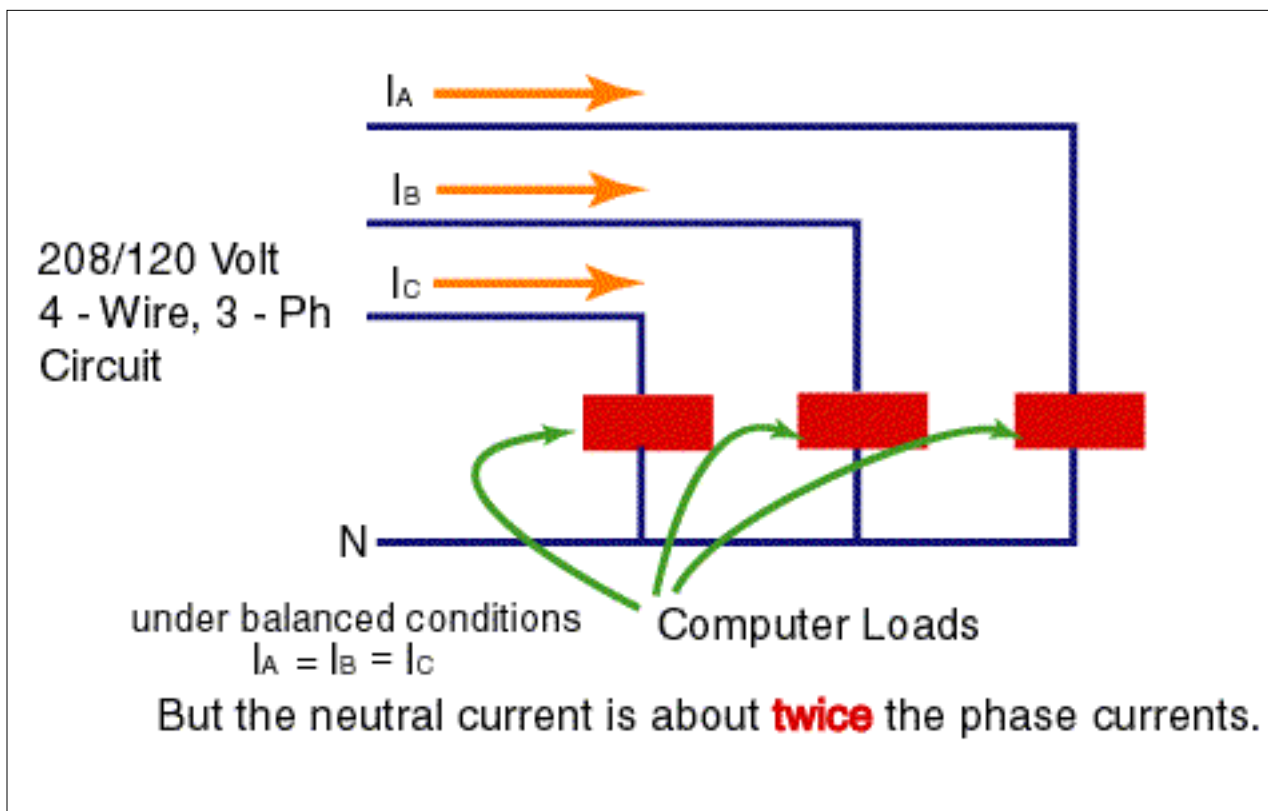 IA
IB
IC
208/120 Volt
4 - Wire, 3 - Ph
Circuit
N
under balanced conditions
IA = IB = IC
Computer Loads
But the neutral current is about twice the phase currents.